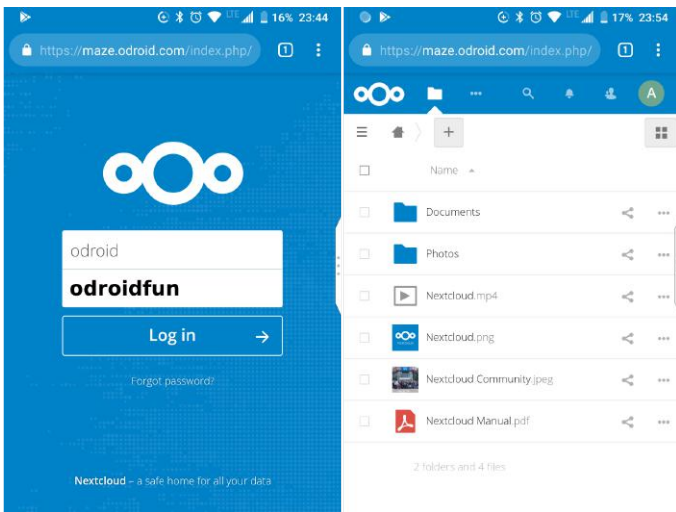 LTE 16% 23:44
https://maze.odroid.com/index.php/ 1
odroid
odroidfun
Log in
Forgot password?
Nextcloud – a safe home for all your data
LTE 17% 23:54
https://maze.odroid.com/index.php/ 1
A
Name
Documents
Photos
Nextcloud.mp4
Nextcloud.png
Nextcloud Community.jpeg
Nextcloud Manual.pdf
2 folders and 4 files